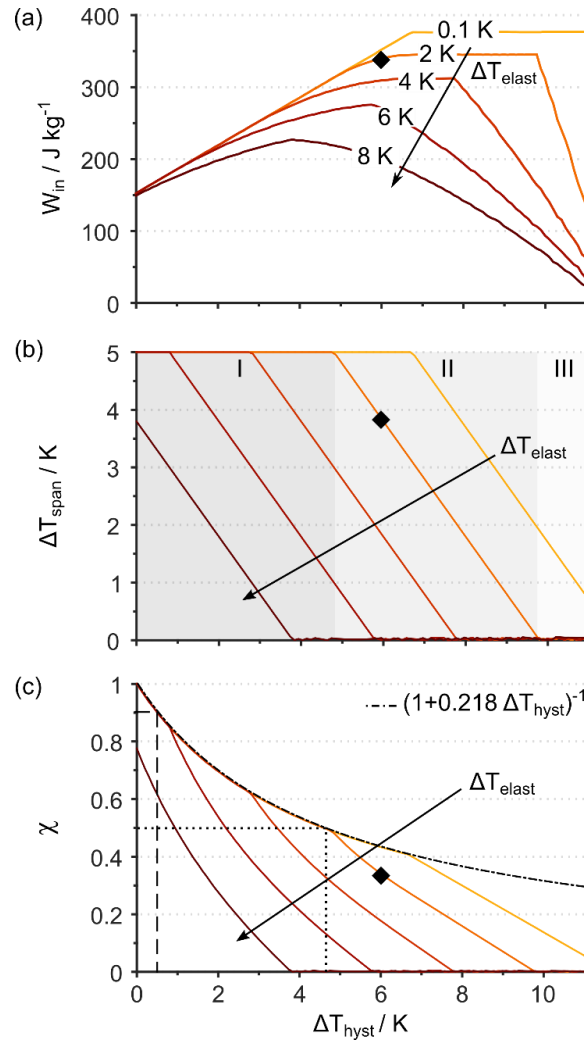 (a)
400
300
200
100
0
W_in / J kg⁻¹
0.1 K
2 K
4 K
6 K
8 K
ΔT_elast
(b)
5
4
3
2
1
0
ΔT_span / K
I
II
III
ΔT_elast
(c)
1
0.8
0.6
0.4
0.2
0
χ
(1+0.218 ΔT_hyst)⁻¹
ΔT_elast
0 2 4 6 8 10
ΔT_hyst / K